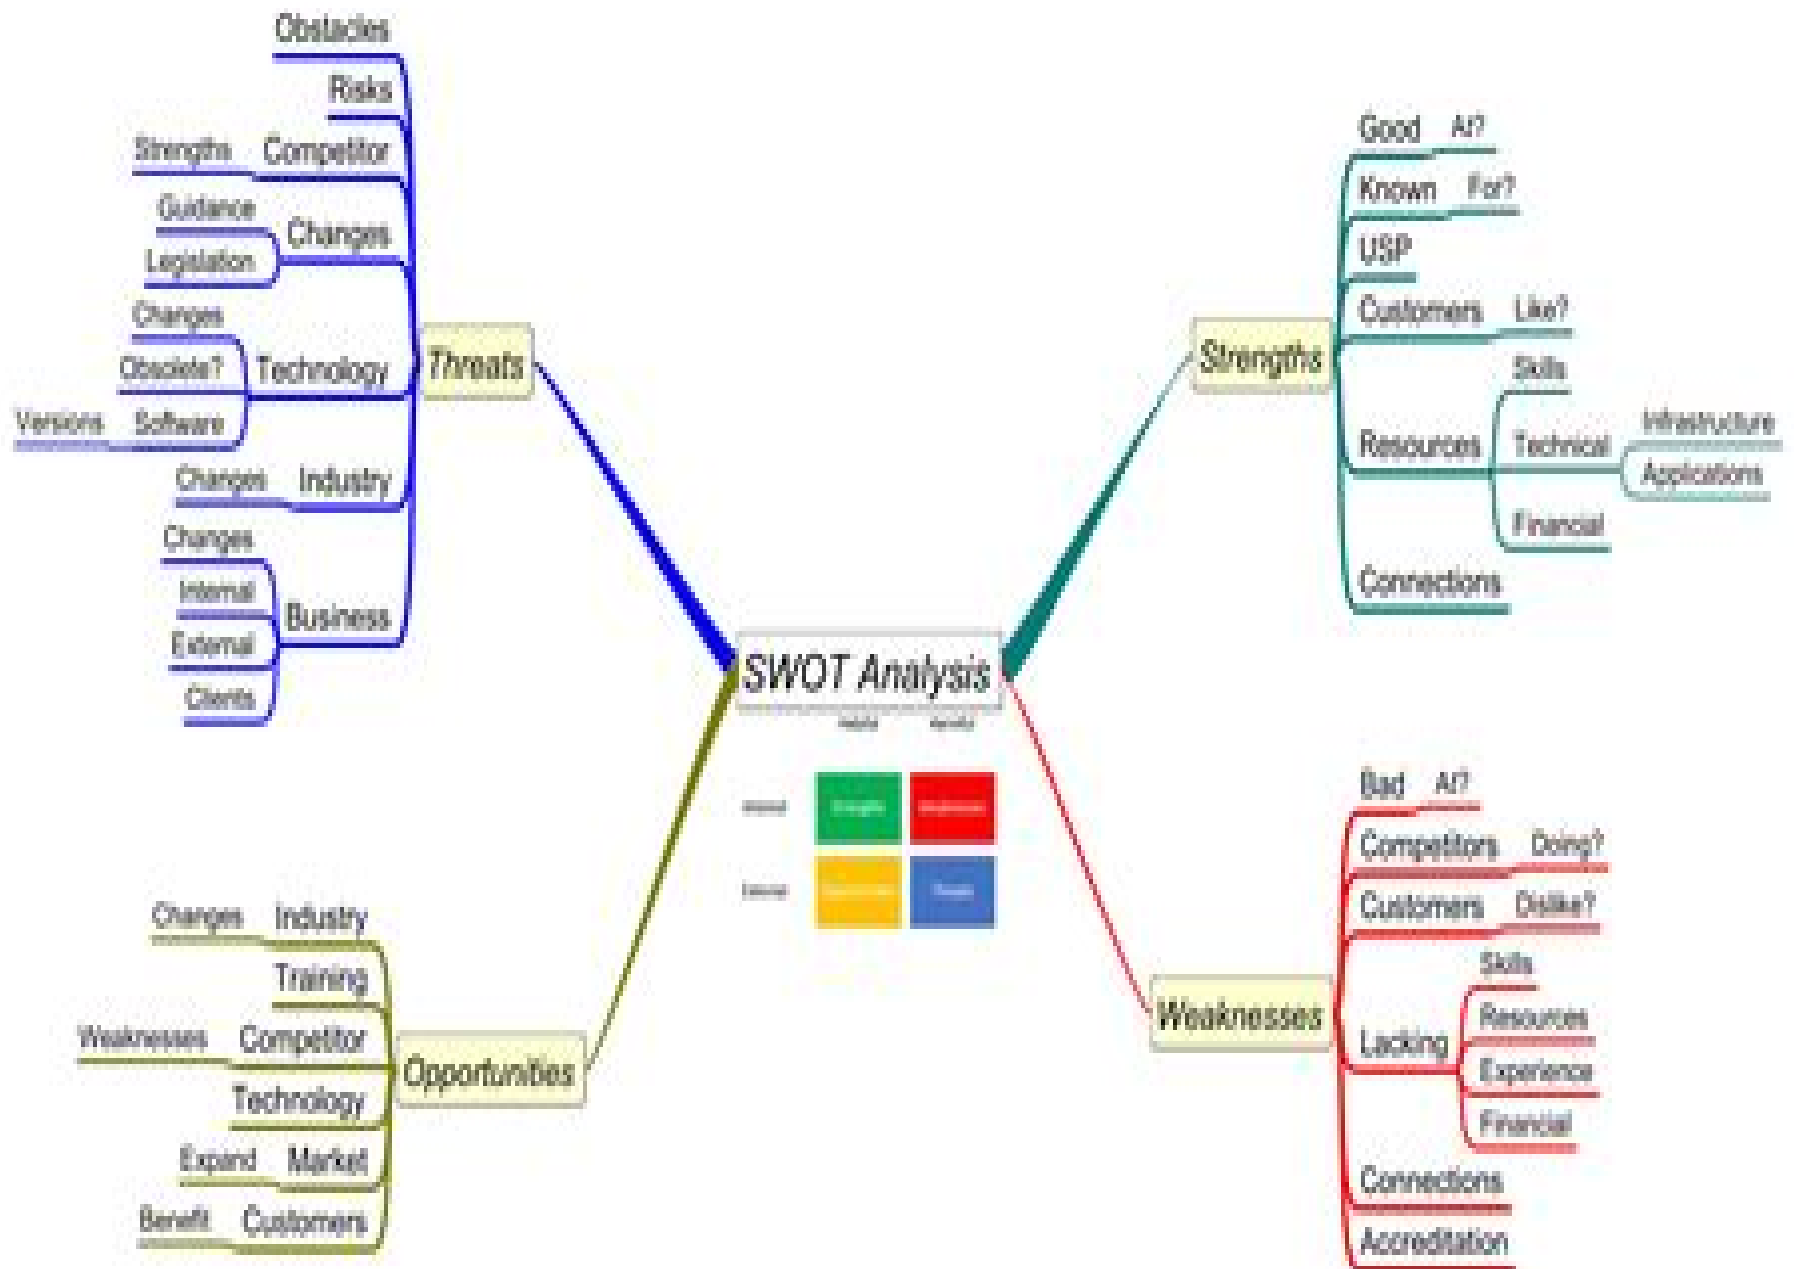 Obstacles
Risks
Strengths Competitor
Guidance
Changes
Legislation
Changes
Obsolete?
Technology
Versions Software
Changes Industry
Changes
Internal
Business
External
Clients
Threats
Good At?
Known For?
USP
Customers Like?
Skills
Resources
Technical
Infrastructure
Applications
Financial
Connections
Strengths
SWOT Analysis
Changes Industry
Training
Weaknesses Competitor
Technology
Expand Market
Benefit Customers
Opportunities
Bad At?
Competitors Doing?
Customers Dislike?
Skills
Resources
Lacking
Experience
Financial
Connections
Accreditation
Weaknesses